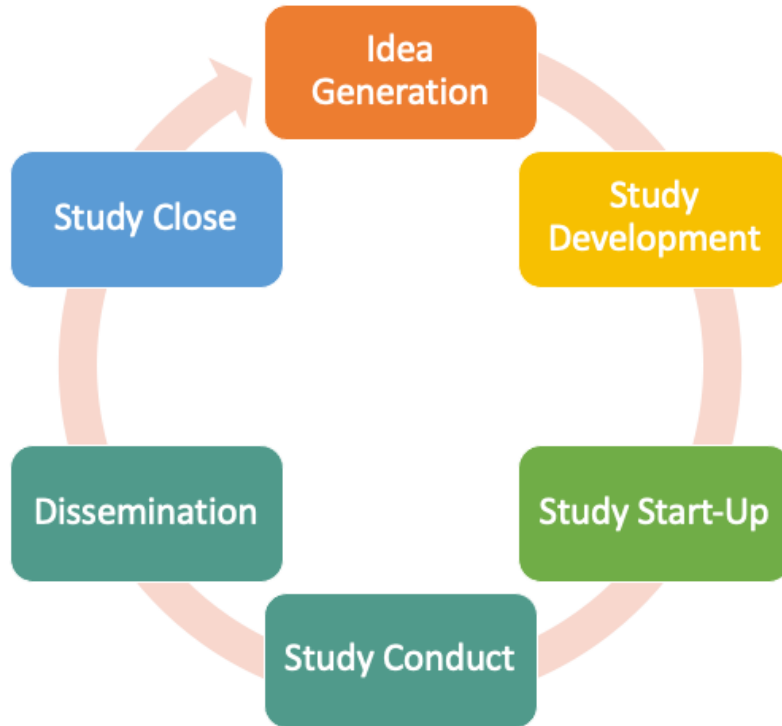 Idea
Generation
Study
Development
Study Start-Up
Study Conduct
Dissemination
Study Close